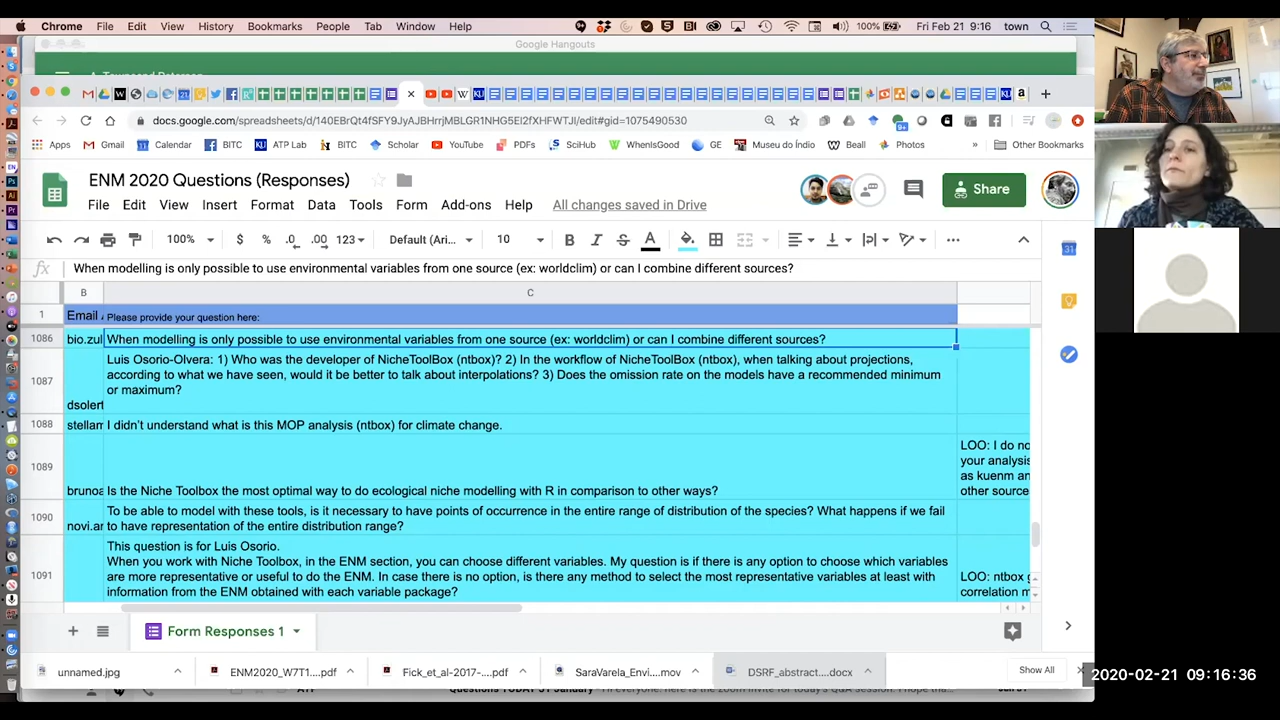 Chrome File Edit View History Bookmarks People Tab Window Help 100% Fri Feb 21 9:16 town
Google Hangouts
A. Townsend Peterson
docs.google.com/spreadsheets/d/140EBrQt4fSFY9JyAJBHrrjMBLGR1NHG5El2fXHFWTJI/edit#gid=1075490530
Apps Gmail Calendar BITC ATP Lab BITC Scholar YouTube PDFs SciHub WhenIsGood GE Museu do Índio Beall Photos » Other Bookmarks
ENM 2020 Questions (Responses)
Share
File Edit View Insert Format Data Tools Form Add-ons Help All changes saved in Drive
100% $ % .0 .00 123 Default (Ari... 10 B I S A
fx When modelling is only possible to use environmental variables from one source (ex: worldclim) or can I combine different sources?
B C
1 Email Please provide your question here:
1086 bio.zul When modelling is only possible to use environmental variables from one source (ex: worldclim) or can I combine different sources?
Luis Osorio-Olvera: 1) Who was the developer of NicheToolBox (ntbox)? 2) In the workflow of NicheToolBox (ntbox), when talking about projections,
1087 according to what we have seen, would it be better to talk about interpolations? 3) Does the omission rate on the models have a recommended minimum
or maximum?
dsolert
1088 stellam I didn't understand what is this MOP analysis (ntbox) for climate change.
LOO: I do no
your analysis
1089 as kuenm an
brunoa Is the Niche Toolbox the most optimal way to do ecological niche modelling with R in comparison to other ways? other source
To be able to model with these tools, is it necessary to have points of occurrence in the entire range of distribution of the species? What happens if we fail
1090 novi.ar to have representation of the entire distribution range?
This question is for Luis Osorio.
When you work with Niche Toolbox, in the ENM section, you can choose different variables. My question is if there is any option to choose which variables
1091 are more representative or useful to do the ENM. In case there is no option, is there any method to select the most representative variables at least with LOO: ntbox g
information from the ENM obtained with each variable package? correlation m
Form Responses 1
unnamed.jpg ENM2020_W7T1....pdf Fick_et_al-2017-....pdf SaraVarela_Envi....mov DSRF_abstract....docx Show All
Questions TODAY 31 January
2020-02-21 09:16:36